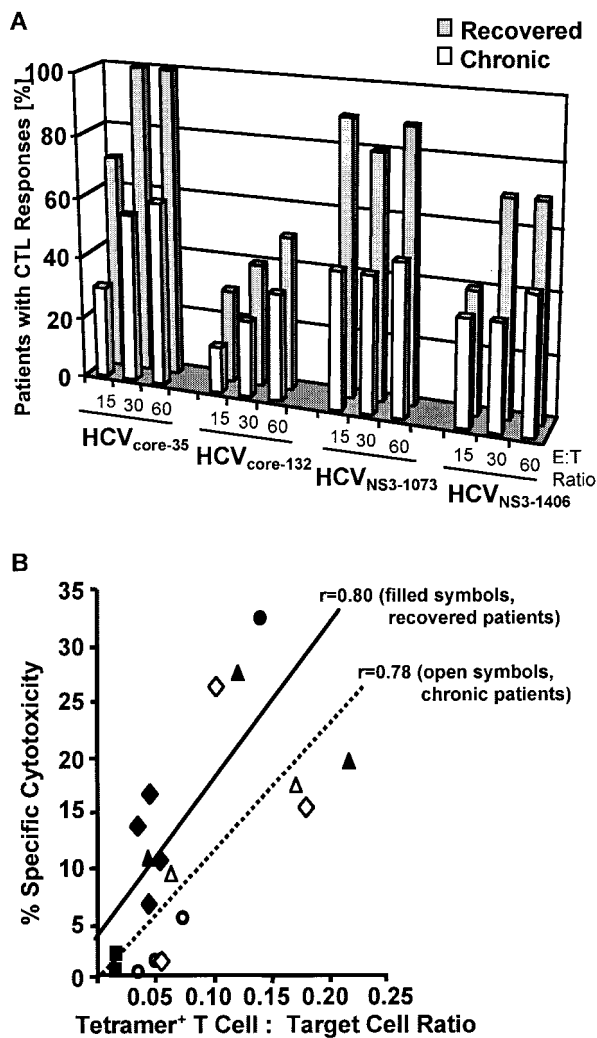 A
Recovered
Chronic
Patients with CTL Responses [%]
100
80
60
40
20
0
15 30 60
15 30 60
15 30 60
15 30 60
E:T
Ratio
HCVcore-35
HCVcore-132
HCVNS3-1073
HCVNS3-1406
B
% Specific Cytotoxicity
35
30
25
20
15
10
5
0
r=0.80 (filled symbols,
recovered patients)
r=0.78 (open symbols,
chronic patients)
0.05 0.10 0.15 0.20 0.25
Tetramer⁺ T Cell : Target Cell Ratio